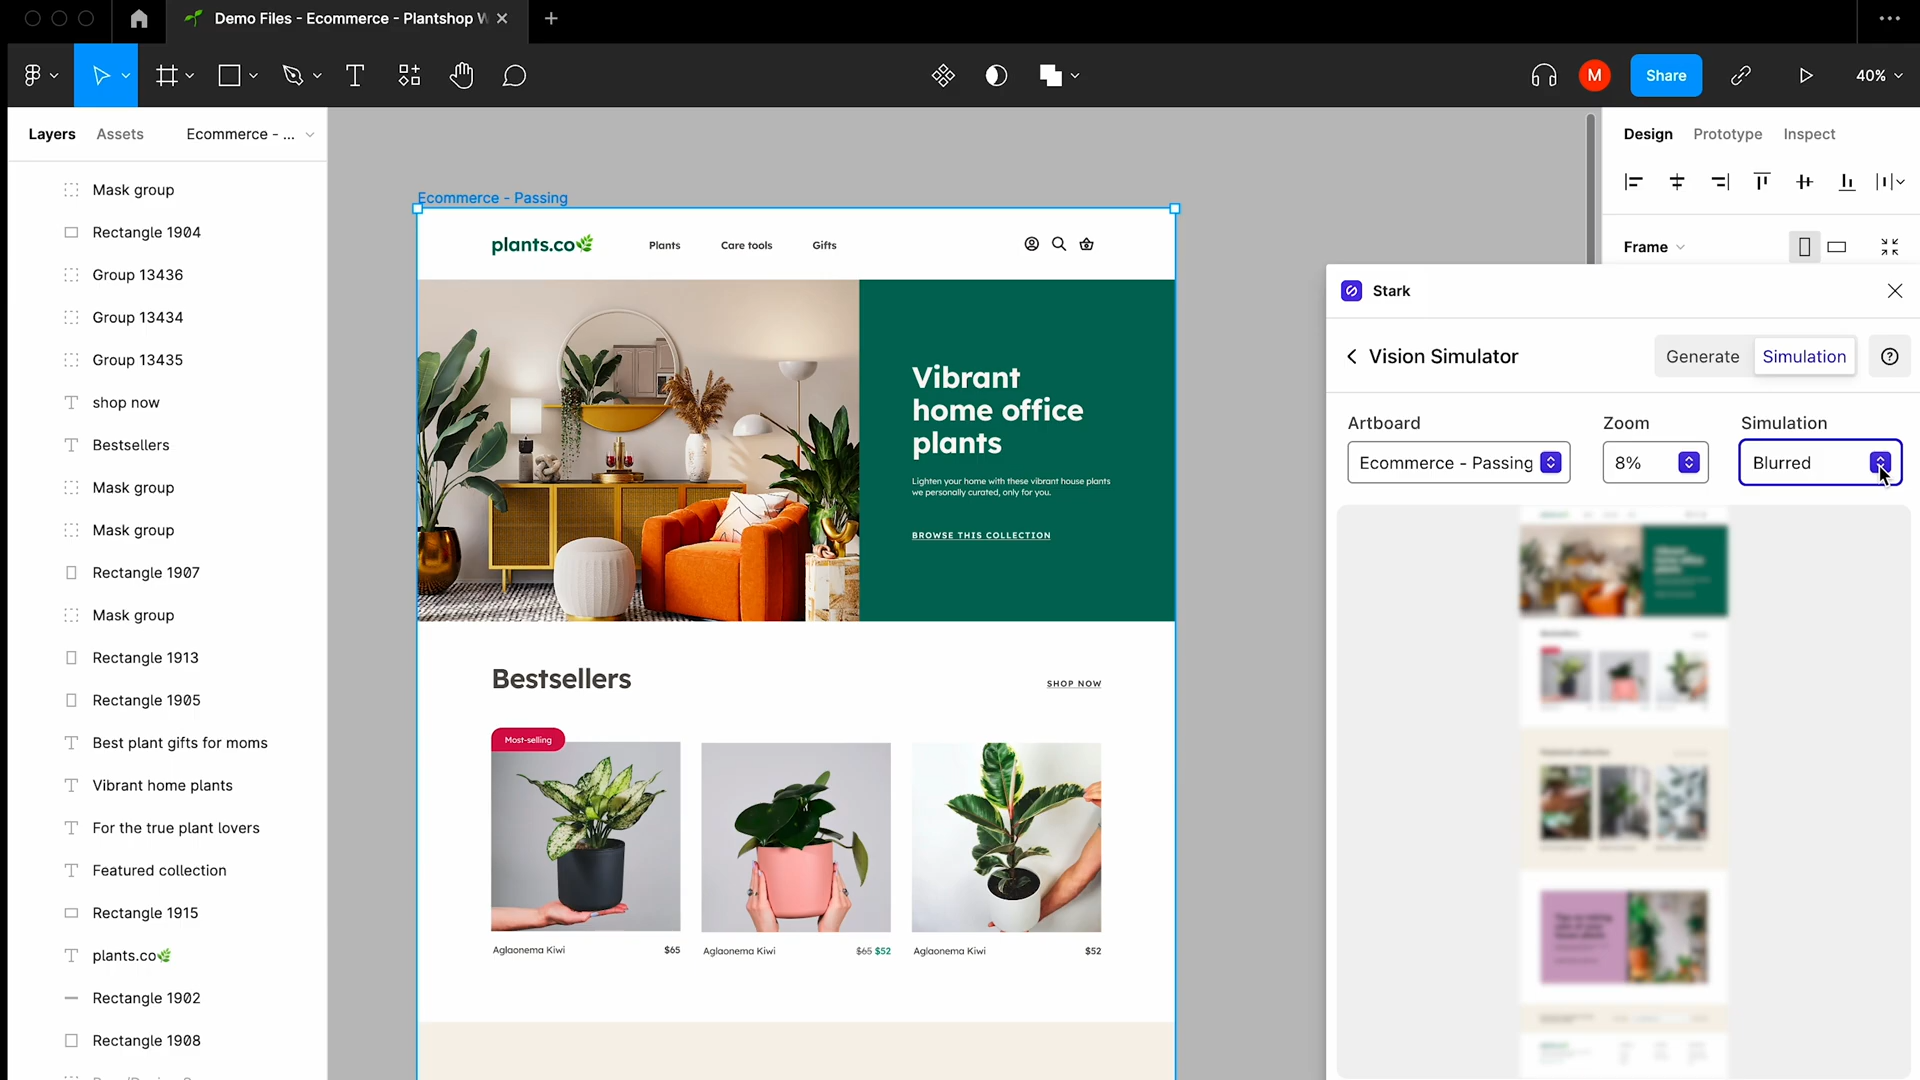 Demo Files - Ecommerce - Plantshop W
M
Share
40%
Layers
Assets
Ecommerce - ...
Design
Prototype
Inspect
Mask group
Rectangle 1904
Group 13436
Group 13434
Group 13435
shop now
Bestsellers
Mask group
Mask group
Rectangle 1907
Mask group
Rectangle 1913
Rectangle 1905
Best plant gifts for moms
Vibrant home plants
For the true plant lovers
Featured collection
Rectangle 1915
plants.co🌿
Rectangle 1902
Rectangle 1908
Ecommerce - Passing
plants.co🌿
Plants
Care tools
Gifts
Vibrant
home office
plants
Lighten your home with these vibrant house plants
we personally curated, only for you.
BROWSE THIS COLLECTION
Bestsellers
SHOP NOW
Most-selling
Aglaonema Kiwi
$65
Aglaonema Kiwi
$65 $52
Aglaonema Kiwi
$52
Frame
Stark
Vision Simulator
Generate
Simulation
Artboard
Zoom
Simulation
Ecommerce - Passing
8%
Blurred